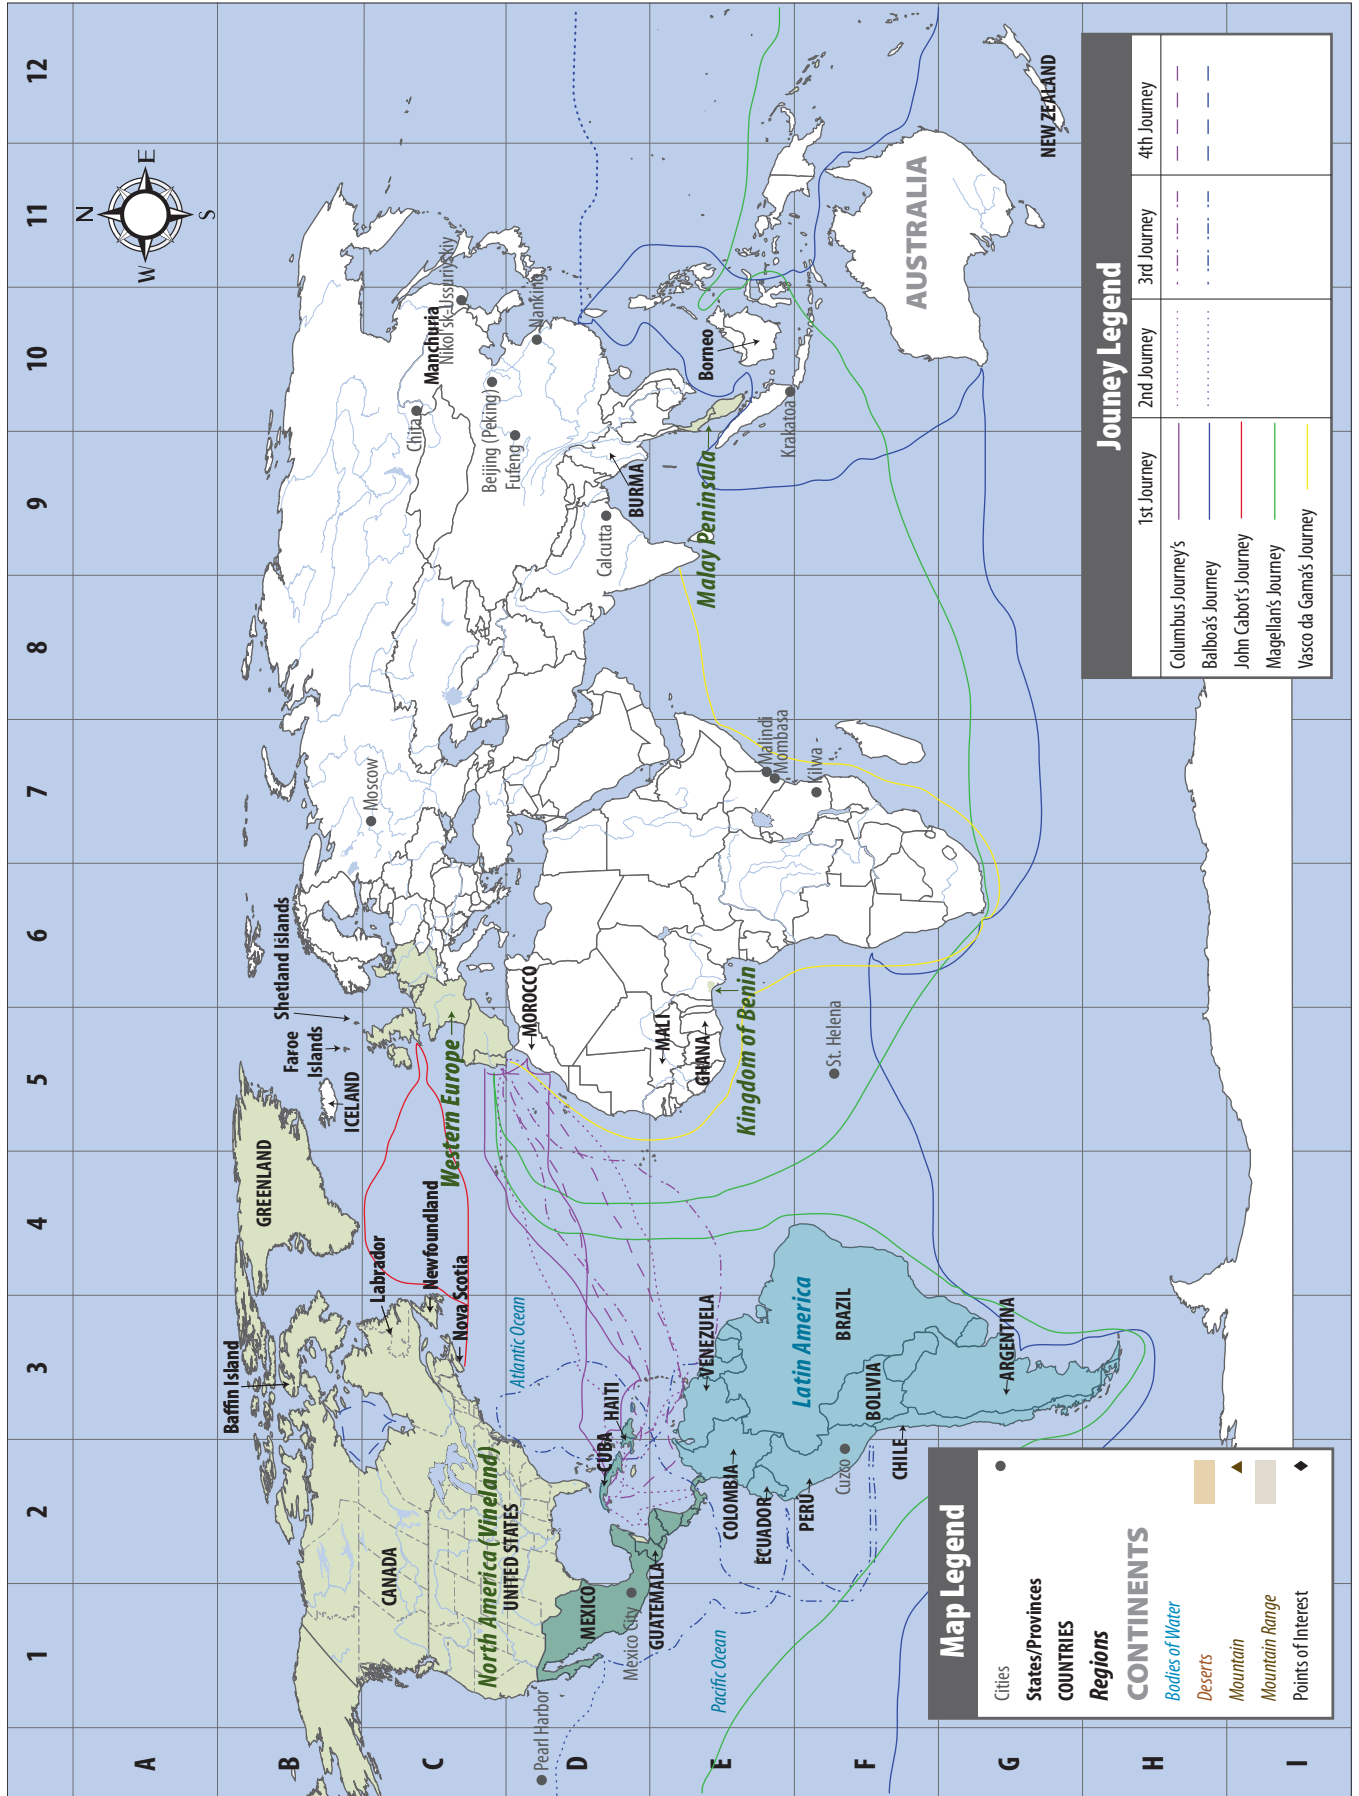 1
2
3
4
5
6
7
8
9
10
11
12
A
B
C
D
E
F
G
H
I
N
E
S
W
GREENLAND
ICELAND
Faroe
Islands
Shetland Islands
Baffin Island
Labrador
Newfoundland
Nova Scotia
CANADA
North America (Vineland)
UNITED STATES
Pearl Harbor
MEXICO
Mexico City
GUATEMALA
CUBA
HAITI
Atlantic Ocean
Pacific Ocean
VENEZUELA
COLOMBIA
ECUADOR
PERU
Cuzco
Latin America
BRAZIL
BOLIVIA
CHILE
ARGENTINA
Western Europe
MOROCCO
MALI
GHANA
Kingdom of Benin
St. Helena
Moscow
Malindi
Mombasa
Kilwa -
Chita
Manchuria
Nikol'sk-Ussuriyskiy
Beijing (Peking)
Fufeng
Nanking
Calcutta
BURMA
Malay Peninsula
Borneo
Krakatoa
AUSTRALIA
NEW ZEALAND
Map Legend
Cities
States/Provinces
COUNTRIES
Regions
CONTINENTS
Bodies of Water
Deserts
Mountain
Mountain Range
Points of Interest
Jouney Legend
1st Journey
2nd Journey
3rd Journey
4th Journey
Columbus Journey's
Balboa's Journey
John Cabot's Journey
Magellan's Journey
Vasco da Gama's Journey